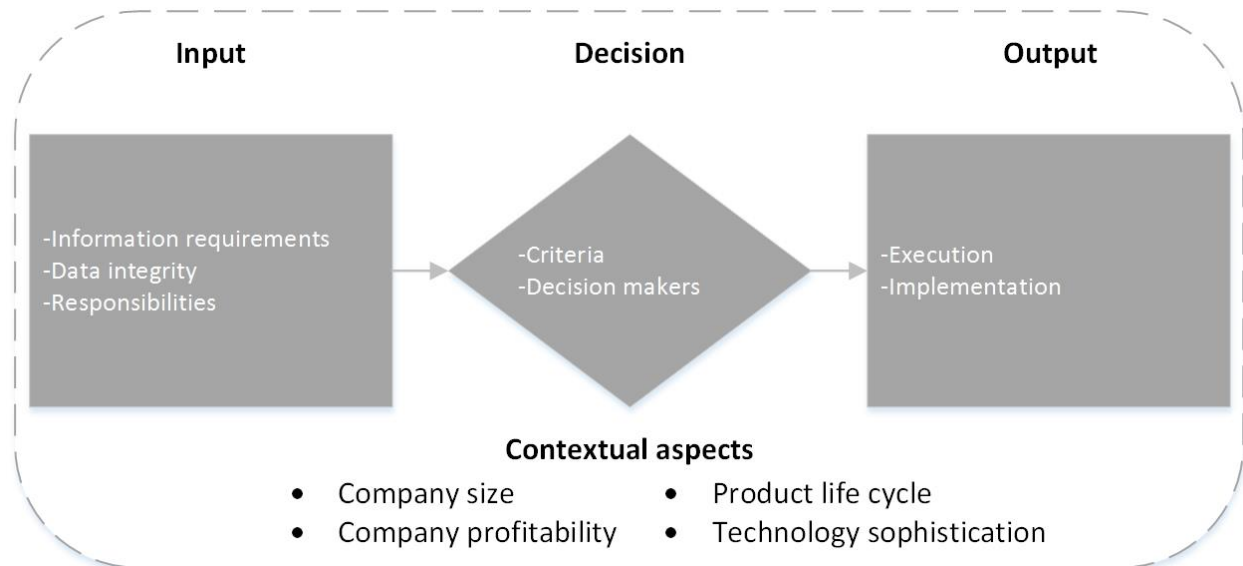 Input
Decision
Output
-Information requirements
-Data integrity
-Responsibilities
-Criteria
-Decision makers
-Execution
-Implementation
Contextual aspects
• Company size
• Company profitability
• Product life cycle
• Technology sophistication